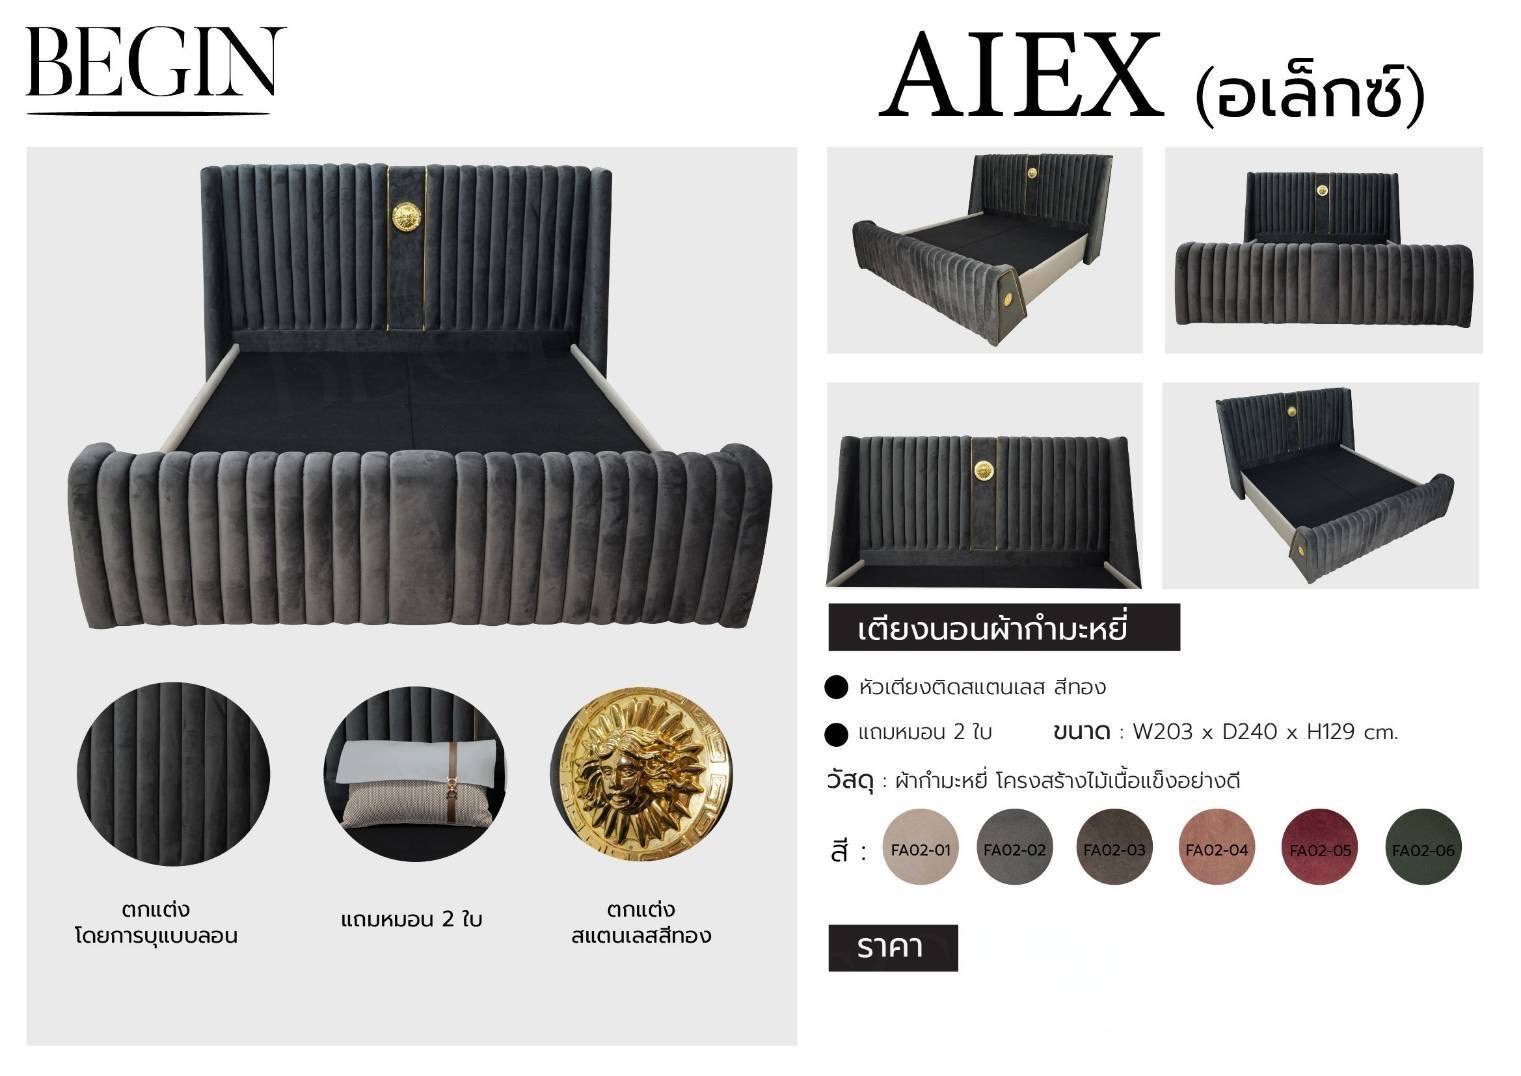 BEGIN
AIEX (อเล็กซ์)
เตียงนอนผ้ากำมะหยี่
หัวเตียงติดสแตนเลส สีทอง
แถมหมอน 2 ใบ ขนาด : W203 x D240 x H129 cm.
วัสดุ : ผ้ากำมะหยี่ โครงสร้างไม้เนื้อแข็งอย่างดี
สี : FA02-01 FA02-02 FA02-03 FA02-04 FA02-05 FA02-06
ราคา
ตกแต่ง
โดยการบุแบบลอน
แถมหมอน 2 ใบ
ตกแต่ง
สแตนเลสสีทอง